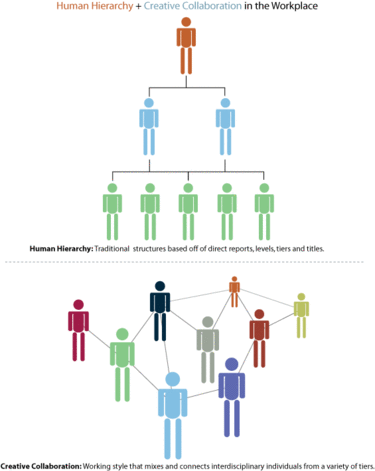 Human Hierarchy + Creative Collaboration in the Workplace
Human Hierarchy: Traditional structures based off of direct reports, levels, tiers and titles.
Creative Collaboration: Working style that mixes and connects interdisciplinary individuals from a variety of tiers.